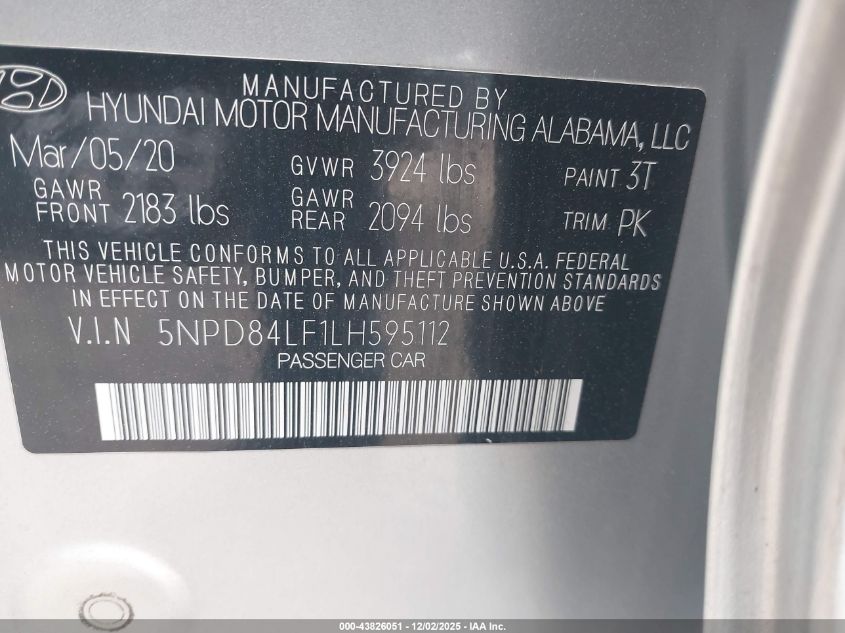 MANUFACTURED BY
HYUNDAI MOTOR MANUFACTURING ALABAMA, LLC
Mar/05/20 GVWR 3924 lbs PAINT 3T
GAWR FRONT 2183 lbs GAWR REAR 2094 lbs TRIM PK
THIS VEHICLE CONFORMS TO ALL APPLICABLE U.S.A. FEDERAL
MOTOR VEHICLE SAFETY, BUMPER, AND THEFT PREVENTION STANDARDS
IN EFFECT ON THE DATE OF MANUFACTURE SHOWN ABOVE
V.I.N 5NPD84LF1LH595112
PASSENGER CAR
000-43826051 - 12/02/2025 - IAA Inc.